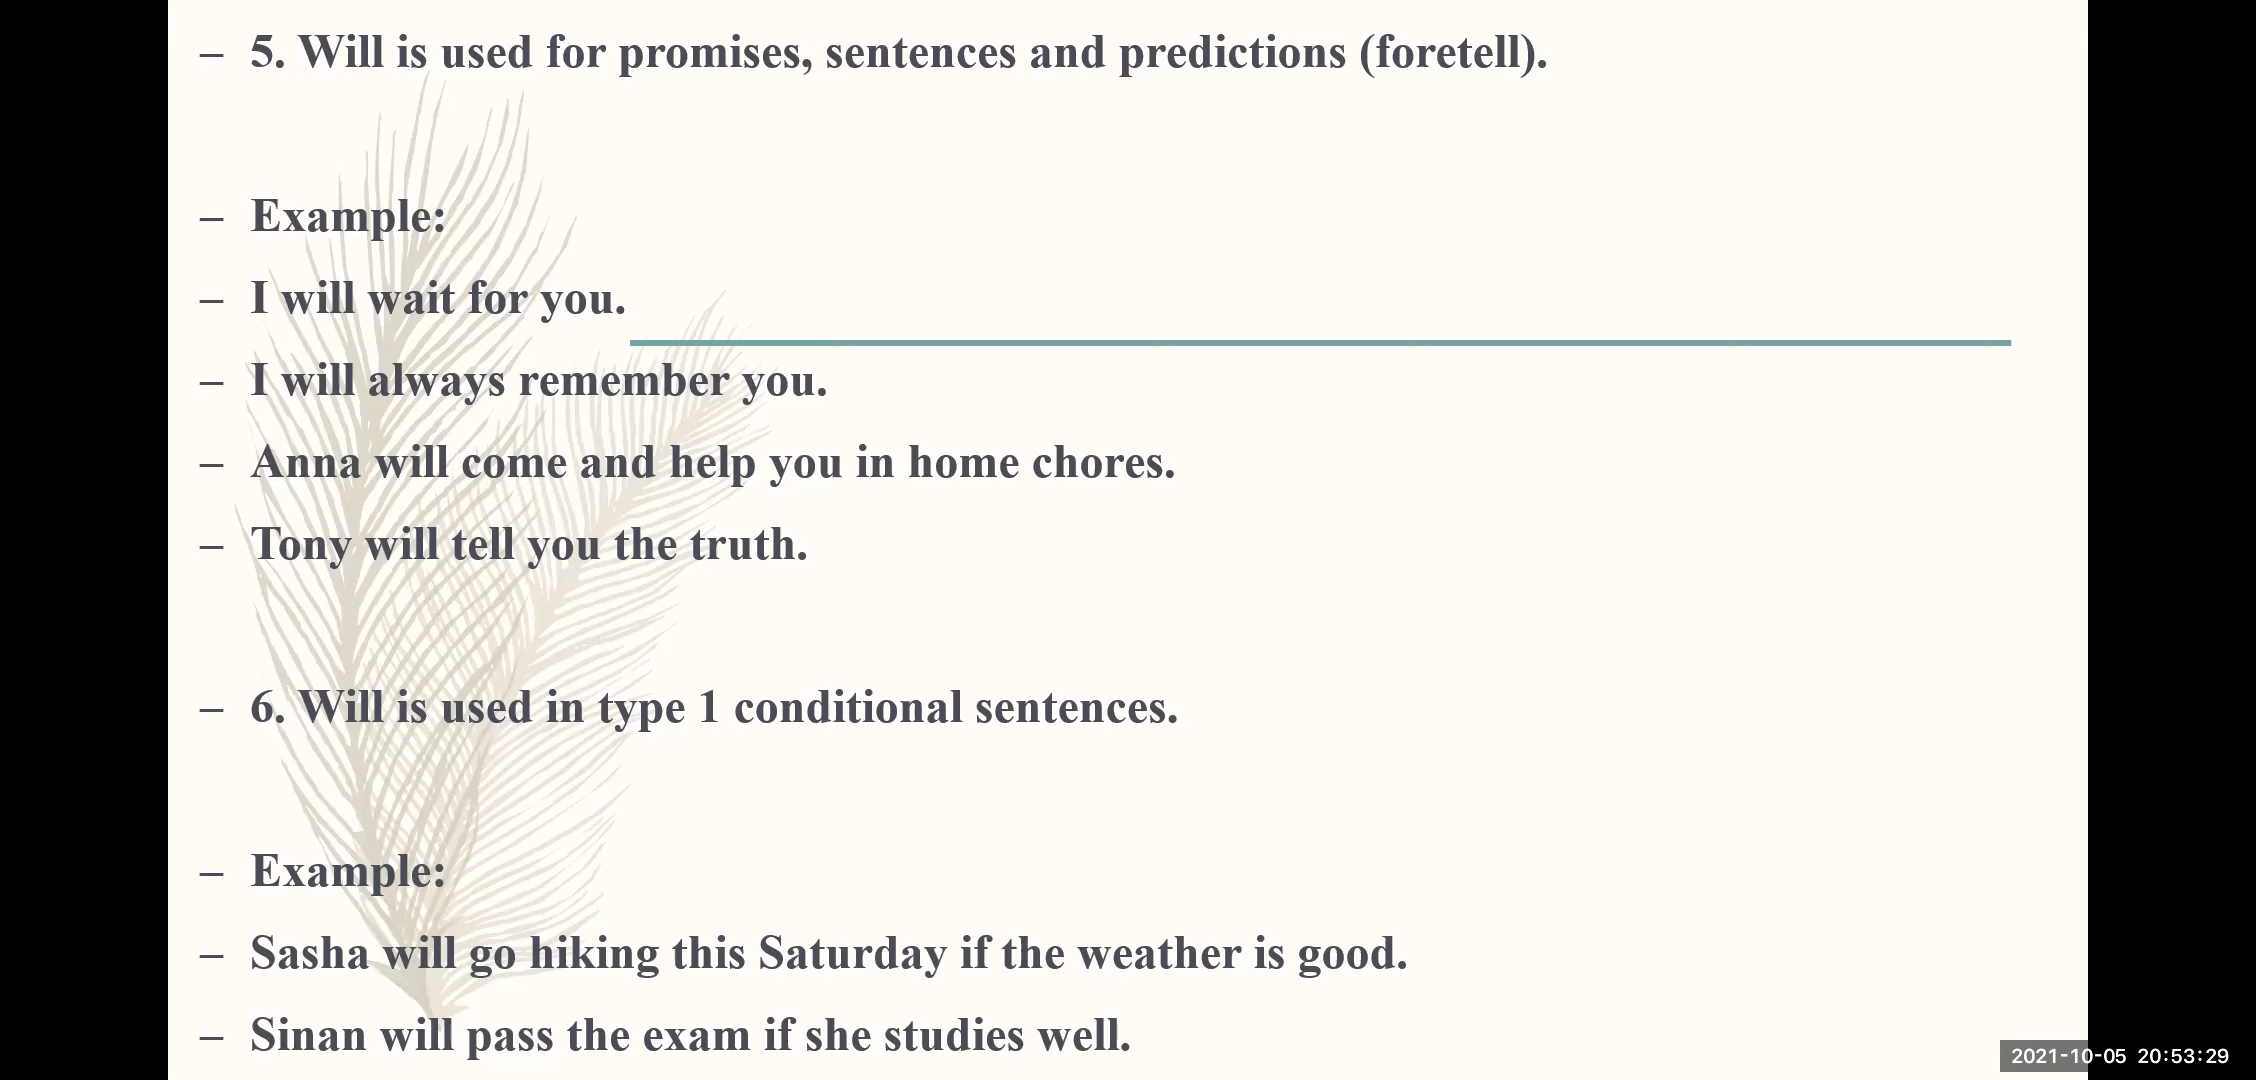 – 5. Will is used for promises, sentences and predictions (foretell).
– Example:
– I will wait for you.
– I will always remember you.
– Anna will come and help you in home chores.
– Tony will tell you the truth.
– 6. Will is used in type 1 conditional sentences.
– Example:
– Sasha will go hiking this Saturday if the weather is good.
– Sinan will pass the exam if she studies well.
2021-10-05 20:53:29